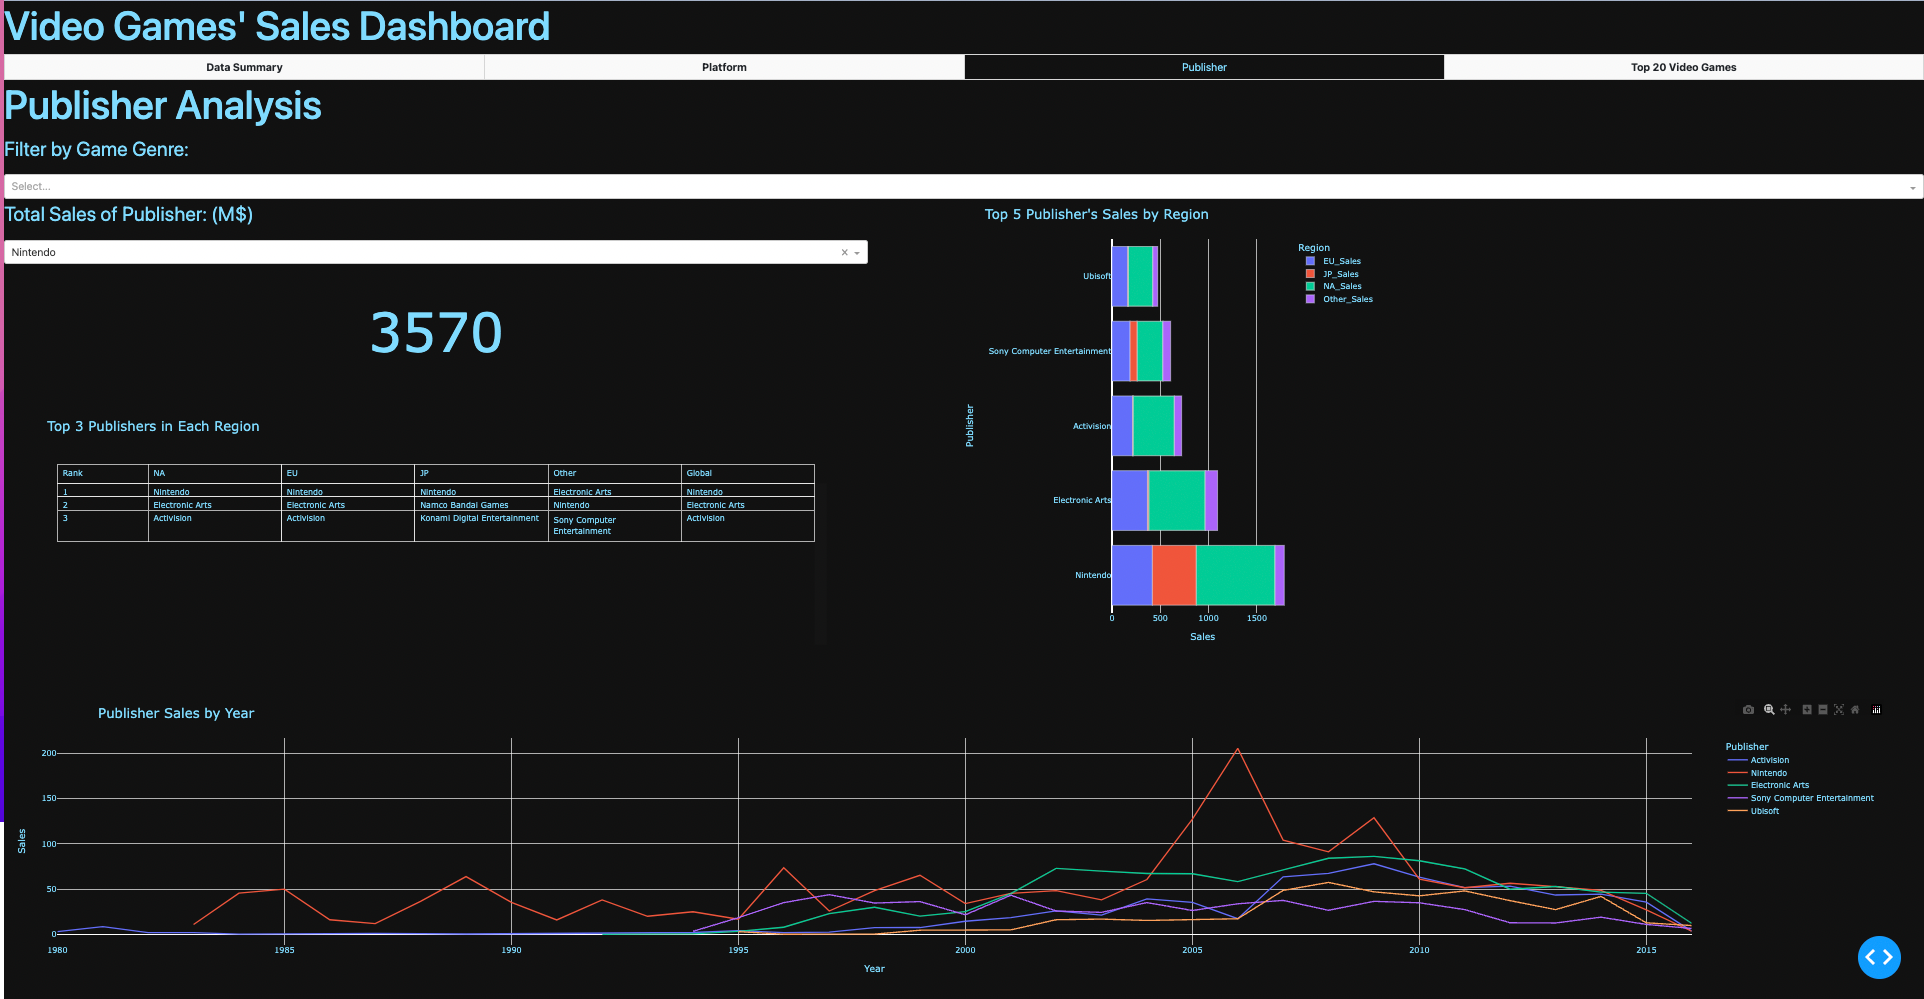 Video Games' Sales Dashboard
Data Summary
Platform
Publisher
Top 20 Video Games
Publisher Analysis
Filter by Game Genre:
Select...
Total Sales of Publisher: (M$)
Nintendo
3570
Top 3 Publishers in Each Region
Rank NA EU JP Other Global
1 Nintendo Nintendo Nintendo Electronic Arts Nintendo
2 Electronic Arts Electronic Arts Namco Bandai Games Nintendo Electronic Arts
3 Activision Activision Konami Digital Entertainment Sony Computer Entertainment Activision
Top 5 Publisher's Sales by Region
Publisher
Ubisoft
Sony Computer Entertainment
Activision
Electronic Arts
Nintendo
0 500 1000 1500
Sales
Region
EU_Sales
JP_Sales
NA_Sales
Other_Sales
Publisher Sales by Year
Sales
200
150
100
50
0
1980 1985 1990 1995 2000 2005 2010 2015
Year
Publisher
Activision
Nintendo
Electronic Arts
Sony Computer Entertainment
Ubisoft